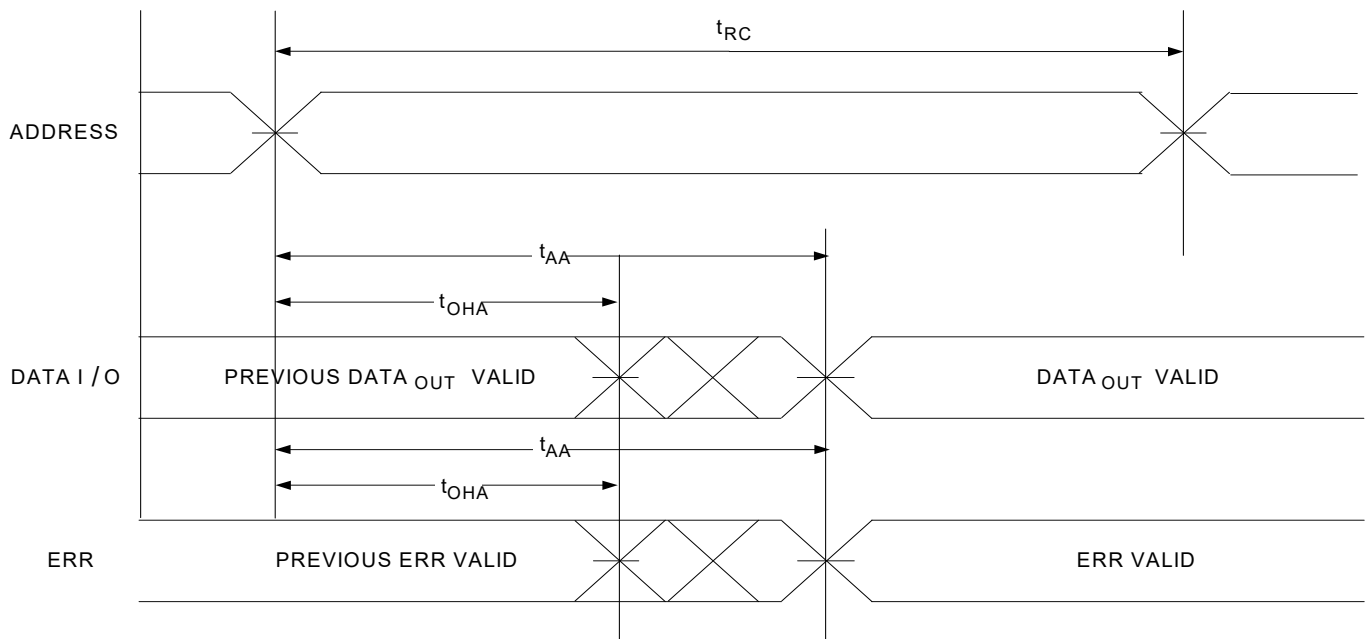 tRC
ADDRESS
tAA
tOHA
DATA I / O
PREVIOUS DATA OUT VALID
DATA OUT VALID
tAA
tOHA
ERR
PREVIOUS ERR VALID
ERR VALID